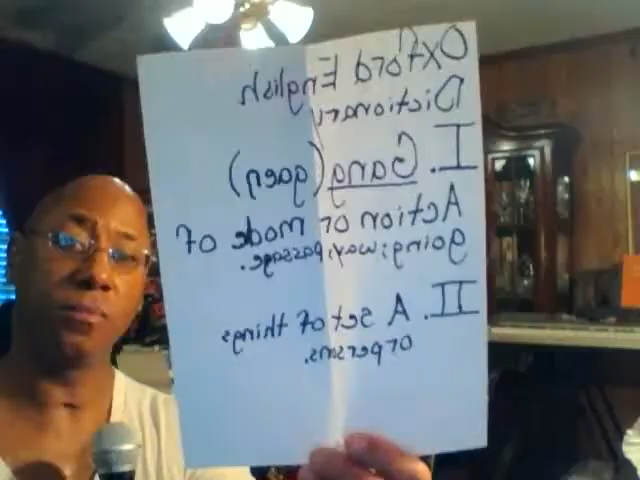 Oxford English
Dictionary
I. Gang (gaen)
Action or mode of
going; way; passage.
II. A set of things
or persons.